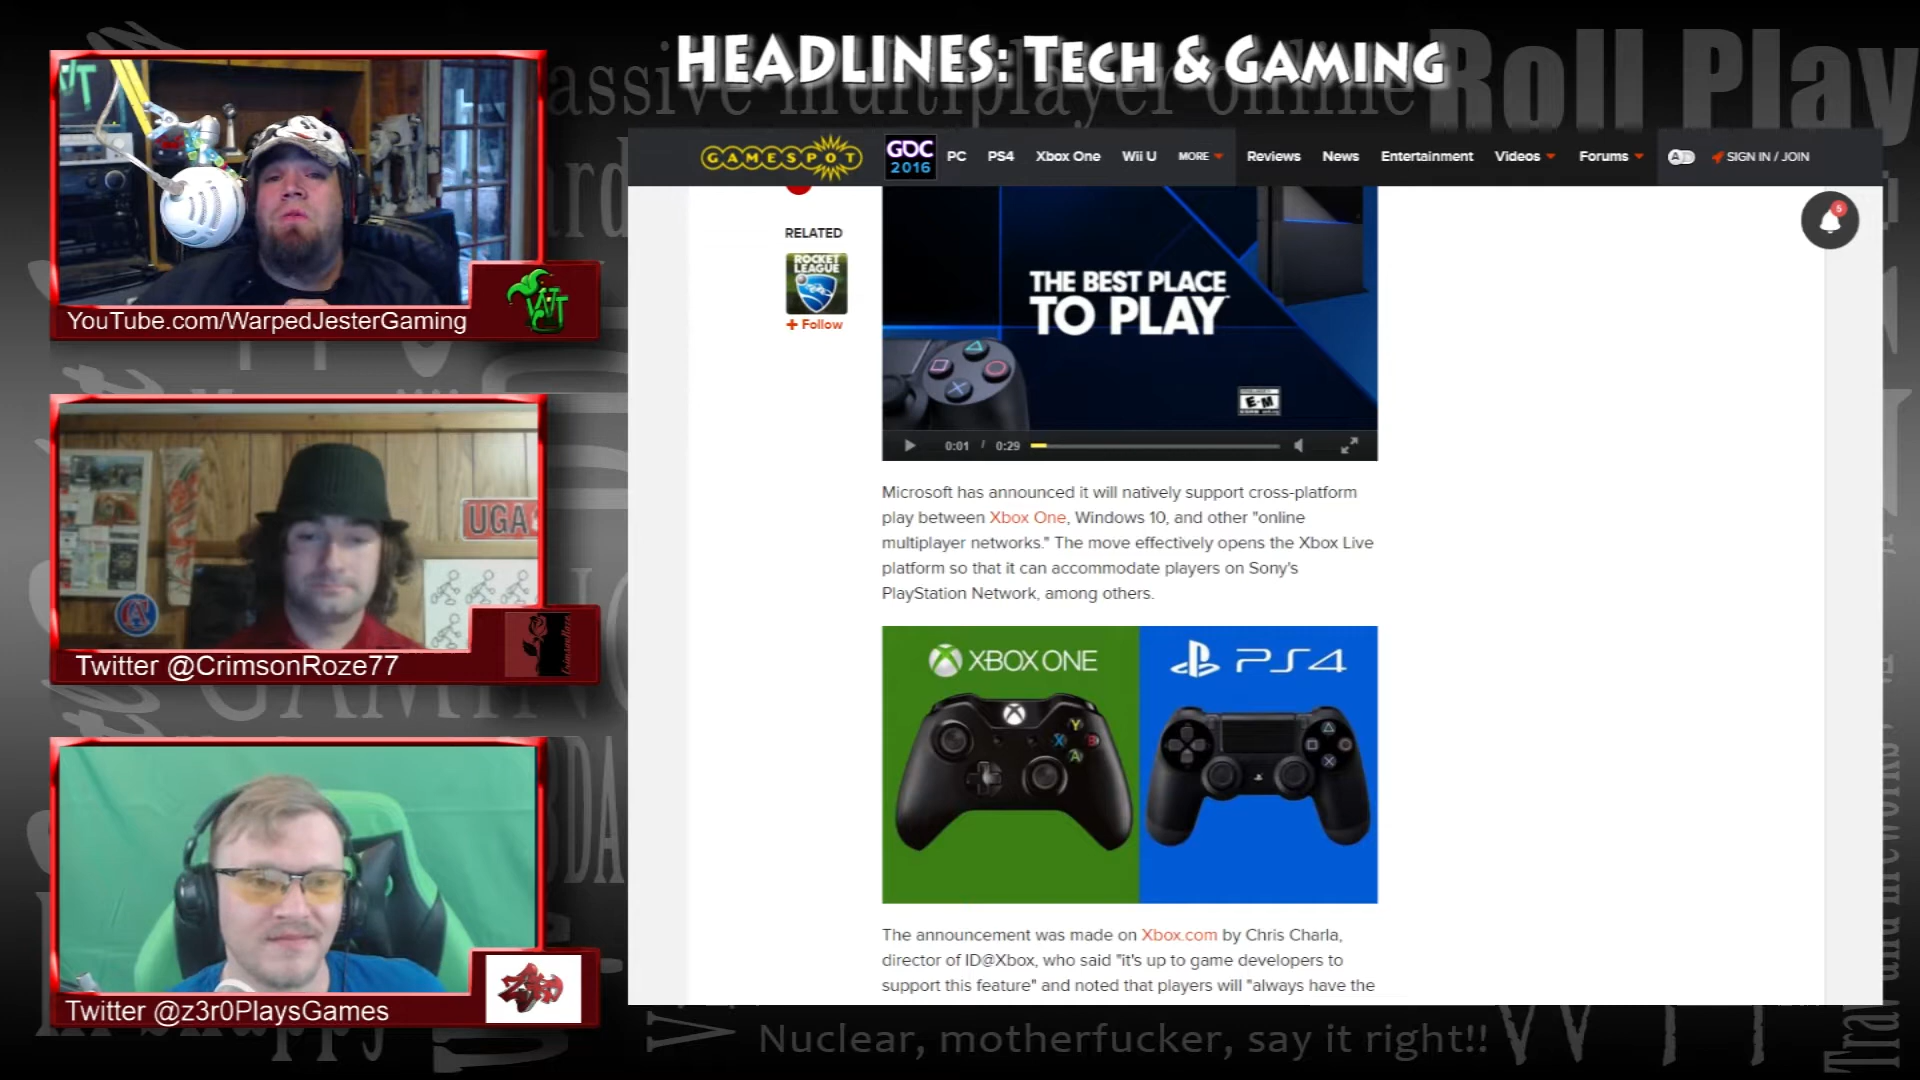 HEADLINES: TECH & GAMING
assive multiplayer online
Roll Play
YouTube.com/WarpedJesterGaming
UGA
Twitter @CrimsonRoze77
Twitter @z3r0PlaysGames
GAMESPOT
GDC 2016
PC
PS4
Xbox One
Wii U
MORE
Reviews
News
Entertainment
Videos
Forums
SIGN IN / JOIN
5
RELATED
ROCKET LEAGUE
+ Follow
THE BEST PLACE
TO PLAY
E-M
0:01 / 0:29
Microsoft has announced it will natively support cross-platform
play between Xbox One, Windows 10, and other "online
multiplayer networks." The move effectively opens the Xbox Live
platform so that it can accommodate players on Sony's
PlayStation Network, among others.
XBOX ONE
PS4
Y
X
B
A
The announcement was made on Xbox.com by Chris Charla,
director of ID@Xbox, who said "it's up to game developers to
support this feature" and noted that players will "always have the
Nuclear, motherfucker, say it right!!